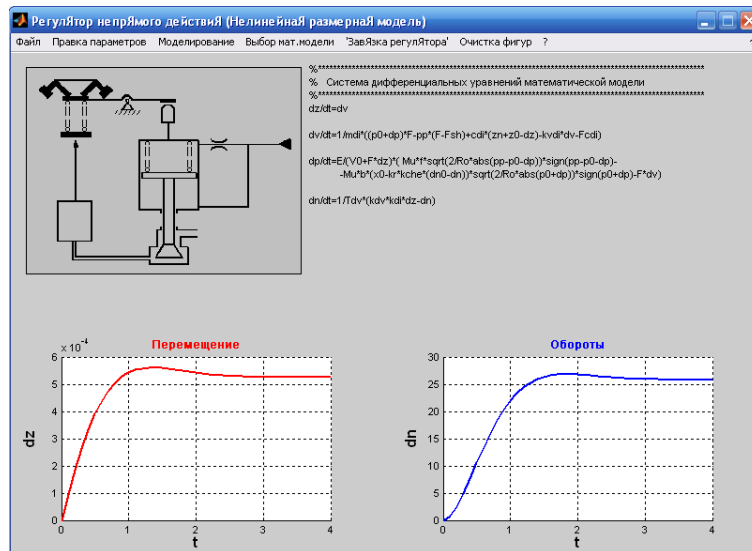 РегулЯтор непрЯмого действиЯ (НелинейнаЯ размернаЯ модель)
Файл Правка параметров Моделирование Выбор мат.модели 'ЗавЯзка регулЯтора' Очистка фигур ?
%************************************************************
% Система дифференциальных уравнений математической модели
%************************************************************
dz/dt=dv
dv/dt=1/mdi*((p0+dp)*F-pp*(F-Fsh)+cdi*(zn+z0-dz)-kvdi*dv-Fcdi)
dp/dt=E/(V0+F*dz)*( Mu*f*sqrt(2/Ro*abs(pp-p0-dp))*sign(pp-p0-dp)-
-Mu*b*(x0-kr*kche*(dn0-dn))*sqrt(2/Ro*abs(p0+dp))*sign(p0+dp)-F*dv)
dn/dt=1/Tdv*(kdv*kdi*dz-dn)
x 10^-4
Перемещение
6
5
4
3
2
1
0
dz
0 1 2 3 4
t
Обороты
30
25
20
15
10
5
0
dn
0 1 2 3 4
t